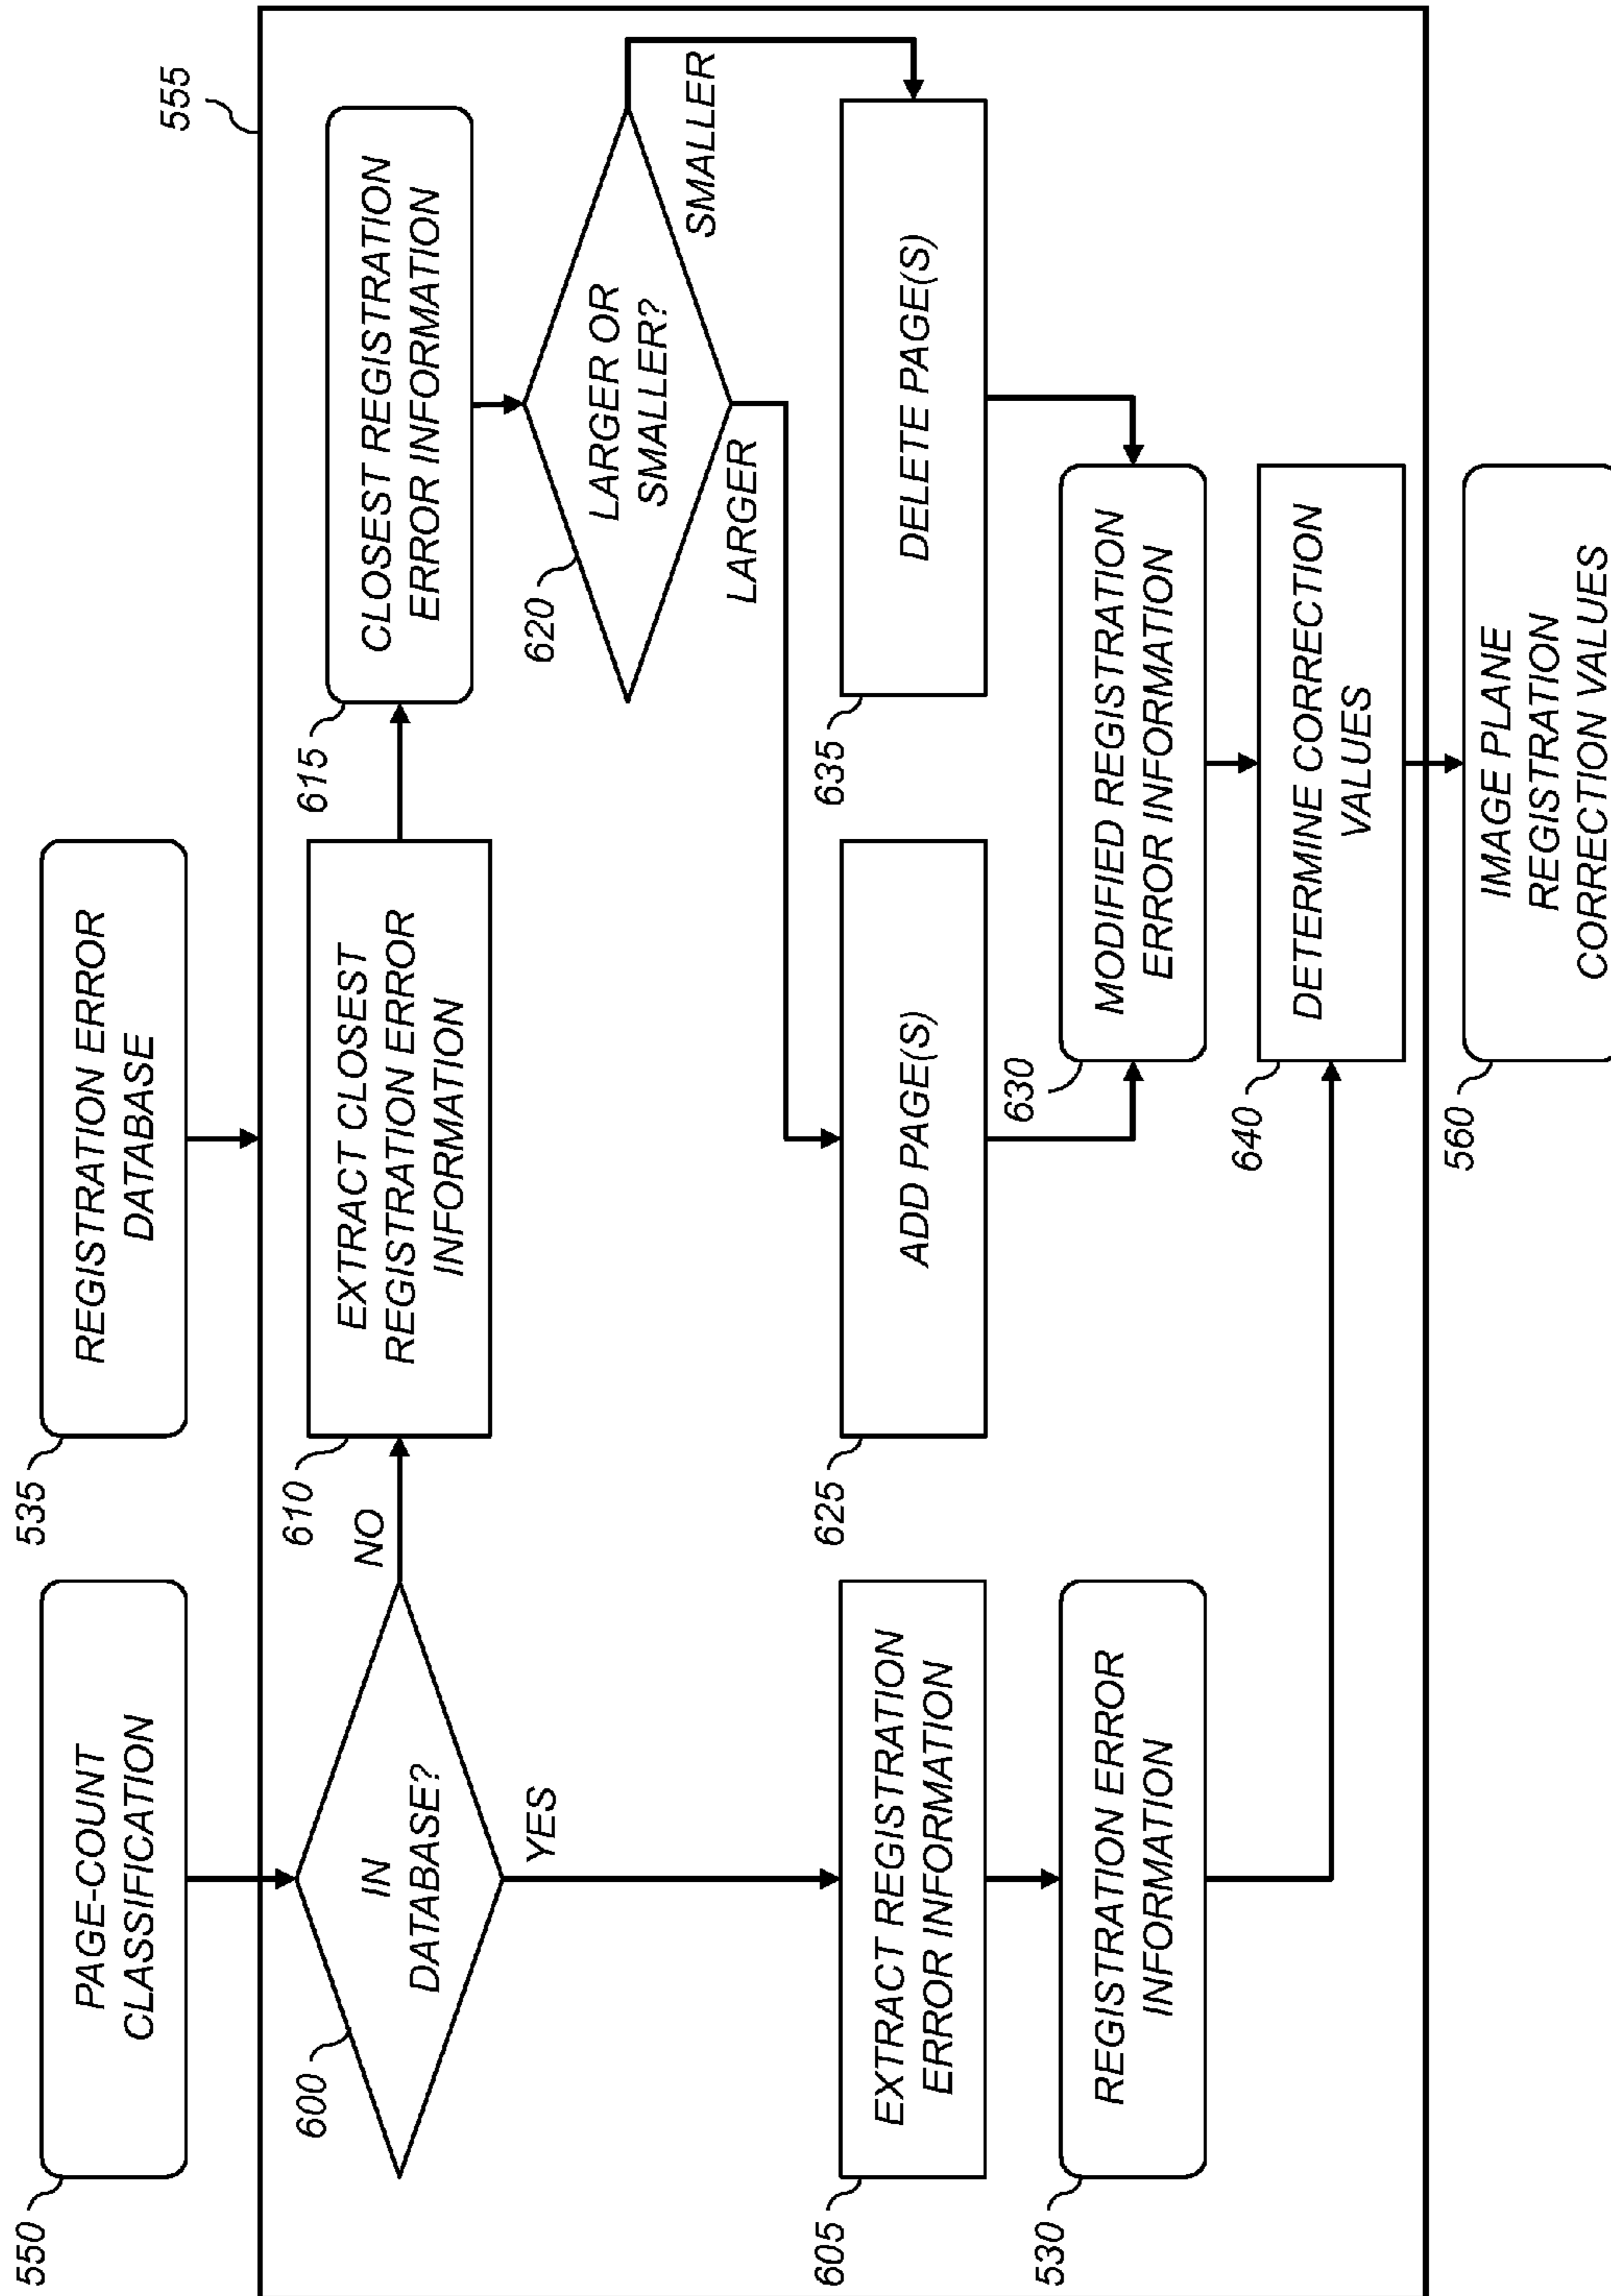 550
PAGE-COUNT
CLASSIFICATION
535
REGISTRATION ERROR
DATABASE
555
600
IN
DATABASE?
NO
YES
610
EXTRACT CLOSEST
REGISTRATION ERROR
INFORMATION
615
CLOSEST REGISTRATION
ERROR INFORMATION
620
LARGER OR
SMALLER?
SMALLER
LARGER
605
EXTRACT REGISTRATION
ERROR INFORMATION
625
ADD PAGE(S)
635
DELETE PAGE(S)
530
REGISTRATION ERROR
INFORMATION
630
MODIFIED REGISTRATION
ERROR INFORMATION
640
DETERMINE CORRECTION
VALUES
560
IMAGE PLANE
REGISTRATION
CORRECTION VALUES